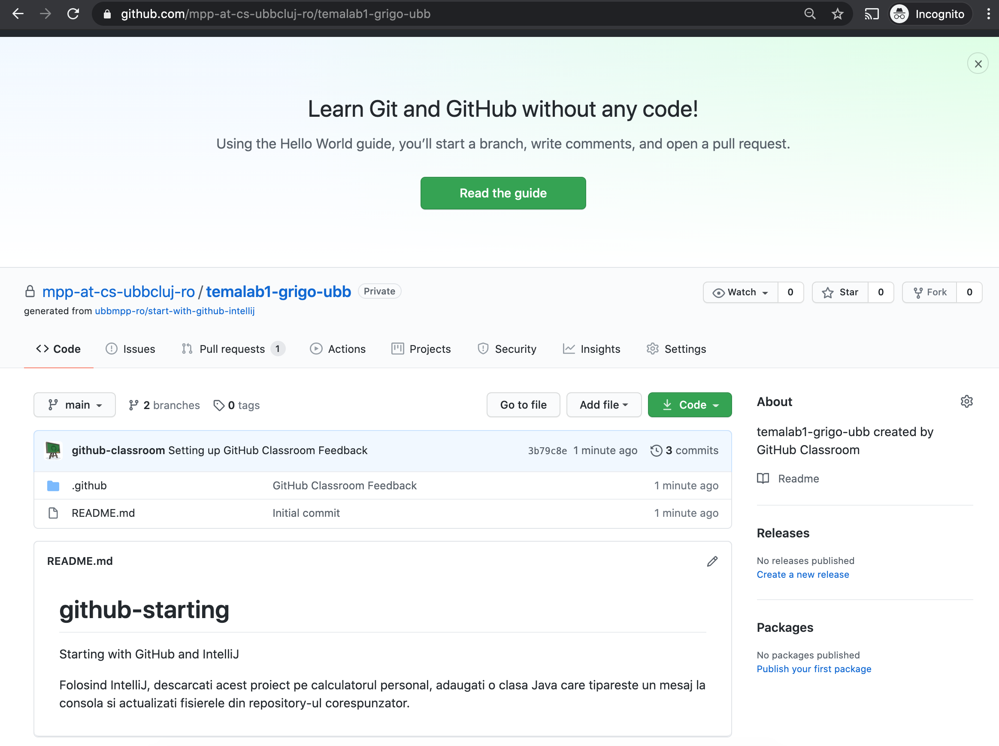 github.com/mpp-at-cs-ubbcluj-ro/temalab1-grigo-ubb
Incognito
Learn Git and GitHub without any code!
Using the Hello World guide, you’ll start a branch, write comments, and open a pull request.
Read the guide
mpp-at-cs-ubbcluj-ro / temalab1-grigo-ubb Private
Watch 0 Star 0 Fork 0
generated from ubbmpp-ro/start-with-github-intellij
Code Issues Pull requests 1 Actions Projects Security Insights Settings
main 2 branches 0 tags Go to file Add file Code
github-classroom Setting up GitHub Classroom Feedback 3b79c8e 1 minute ago 3 commits
.github GitHub Classroom Feedback 1 minute ago
README.md Initial commit 1 minute ago
README.md
github-starting
Starting with GitHub and IntelliJ
Folosind IntelliJ, descarcati acest proiect pe calculatorul personal, adaugati o clasa Java care tipareste un mesaj la
consola si actualizati fisierele din repository-ul corespunzator.
About
temalab1-grigo-ubb created by
GitHub Classroom
Readme
Releases
No releases published
Create a new release
Packages
No packages published
Publish your first package